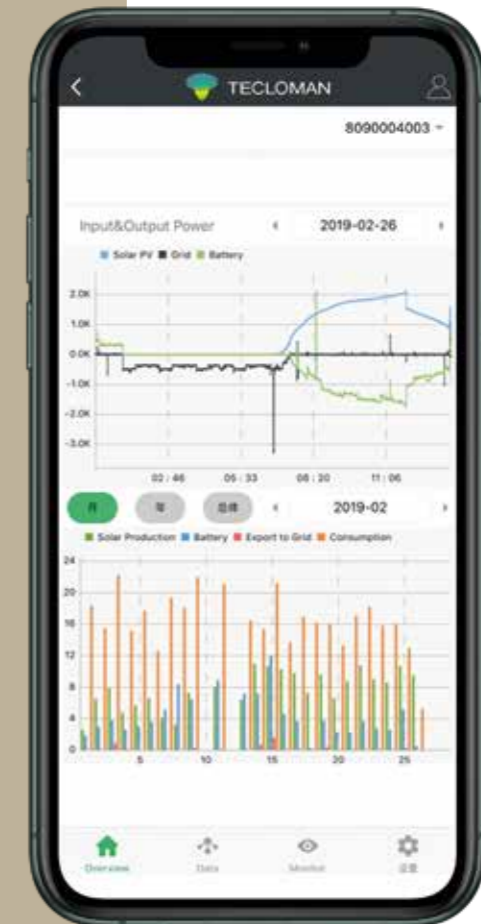 TECLOMAN
8090004003
Input&Output Power 2019-02-26
Solar PV Grid Battery
2.0K
1.0K
0.0K
-1.0K
-2.0K
-3.0K
02:46 05:33 08:20 11:06
月 年 总体 2019-02
Solar Production Battery Export to Grid Consumption
24
20
16
12
8
4
0
5 10 15 20 25
Overview Data Monitor 设置